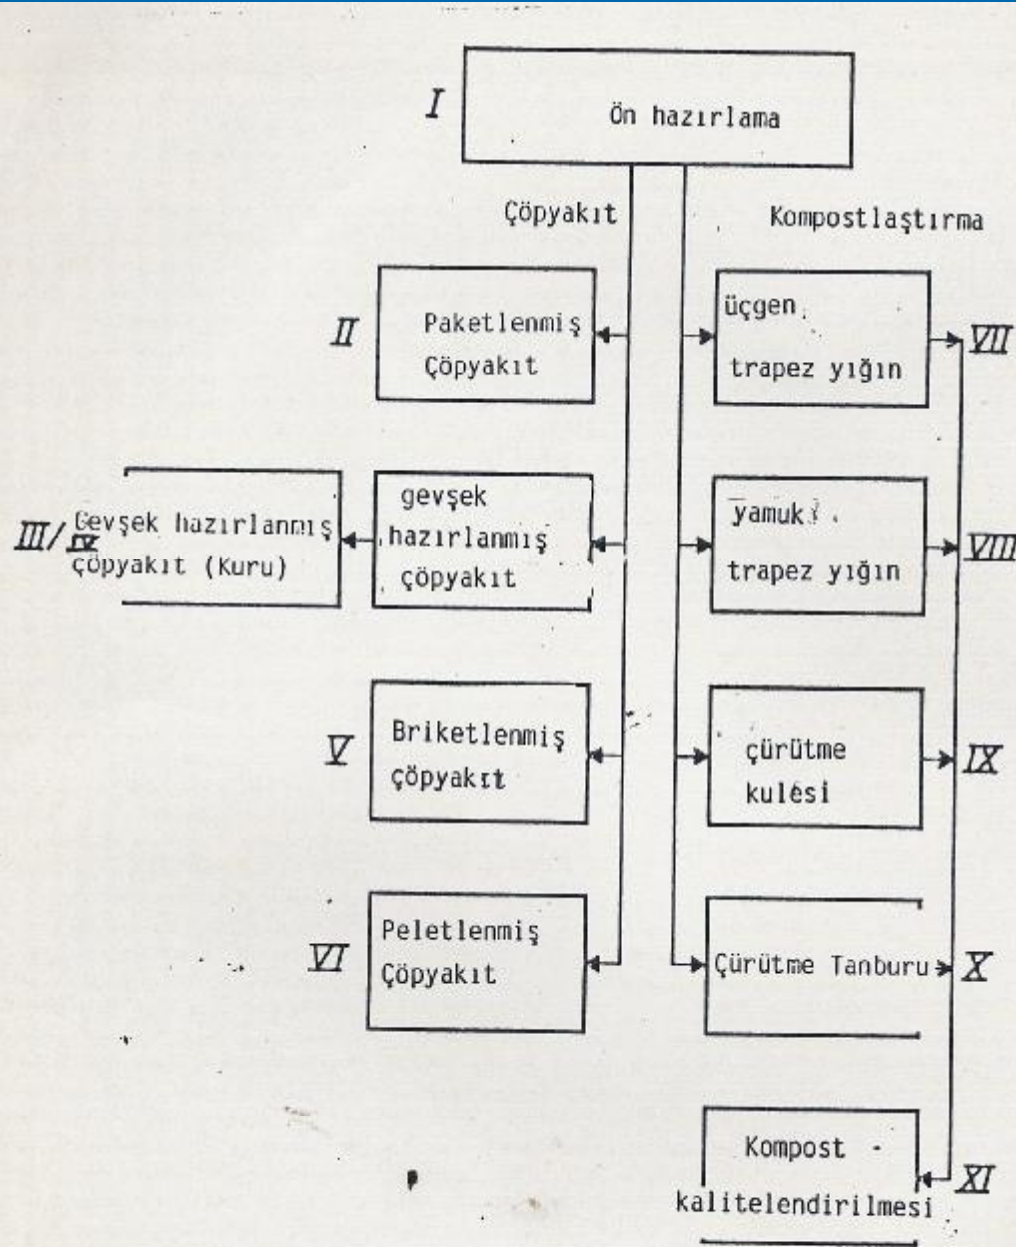 I
Ön hazırlama
Çöpyakıt
Kompostlaştırma
II
Paketlenmiş
Çöpyakıt
üçgen
trapez yığın
VII
III/IV
Gevşek hazırlanmış
çöpyakıt (Kuru)
gevşek
hazırlanmış
çöpyakıt
yamuk
trapez yığın
VIII
V
Briketlenmiş
çöpyakıt
çürütme
kulesi
IX
VI
Peletlenmiş
Çöpyakıt
Çürütme Tanburu
X
Kompost
kalitelendirilmesi
XI